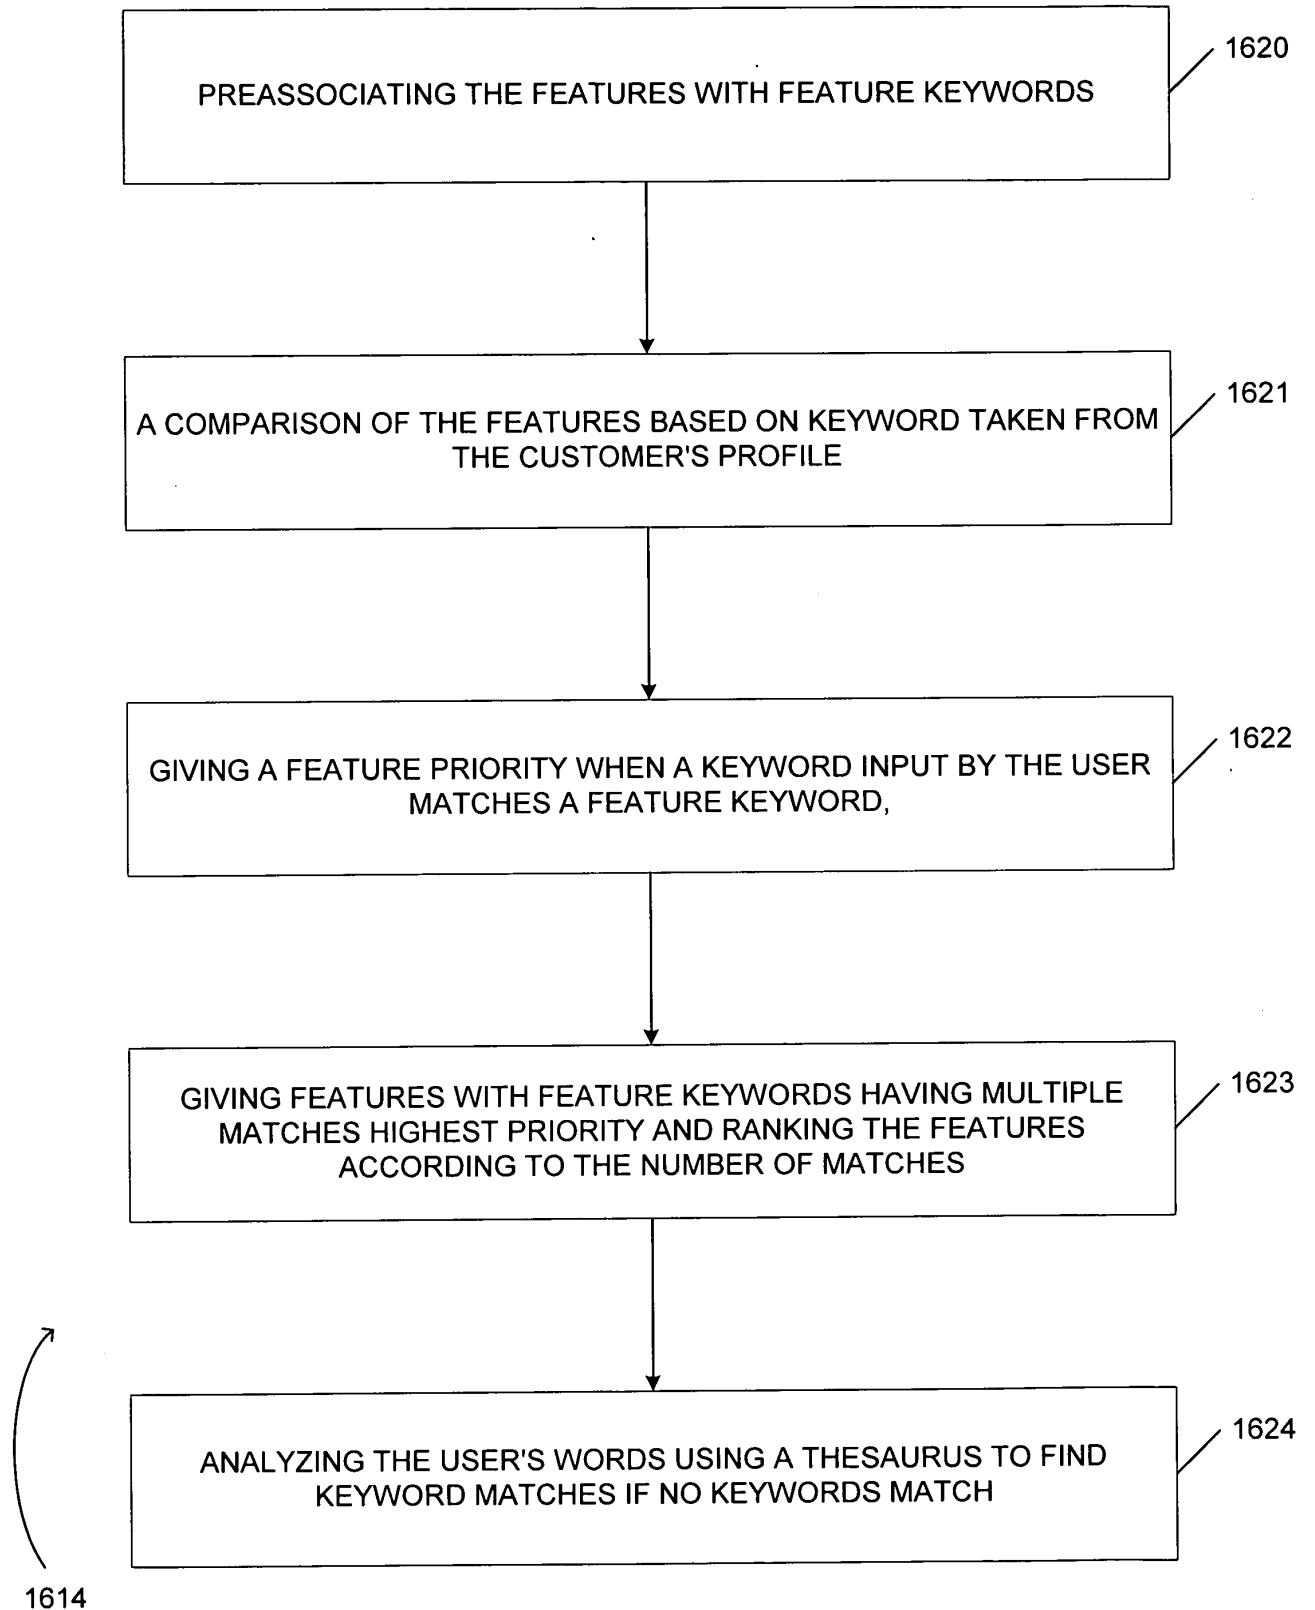 1620
PREASSOCIATING THE FEATURES WITH FEATURE KEYWORDS
1621
A COMPARISON OF THE FEATURES BASED ON KEYWORD TAKEN FROM
THE CUSTOMER'S PROFILE
1622
GIVING A FEATURE PRIORITY WHEN A KEYWORD INPUT BY THE USER
MATCHES A FEATURE KEYWORD,
1623
GIVING FEATURES WITH FEATURE KEYWORDS HAVING MULTIPLE
MATCHES HIGHEST PRIORITY AND RANKING THE FEATURES
ACCORDING TO THE NUMBER OF MATCHES
1624
ANALYZING THE USER'S WORDS USING A THESAURUS TO FIND
KEYWORD MATCHES IF NO KEYWORDS MATCH
1614